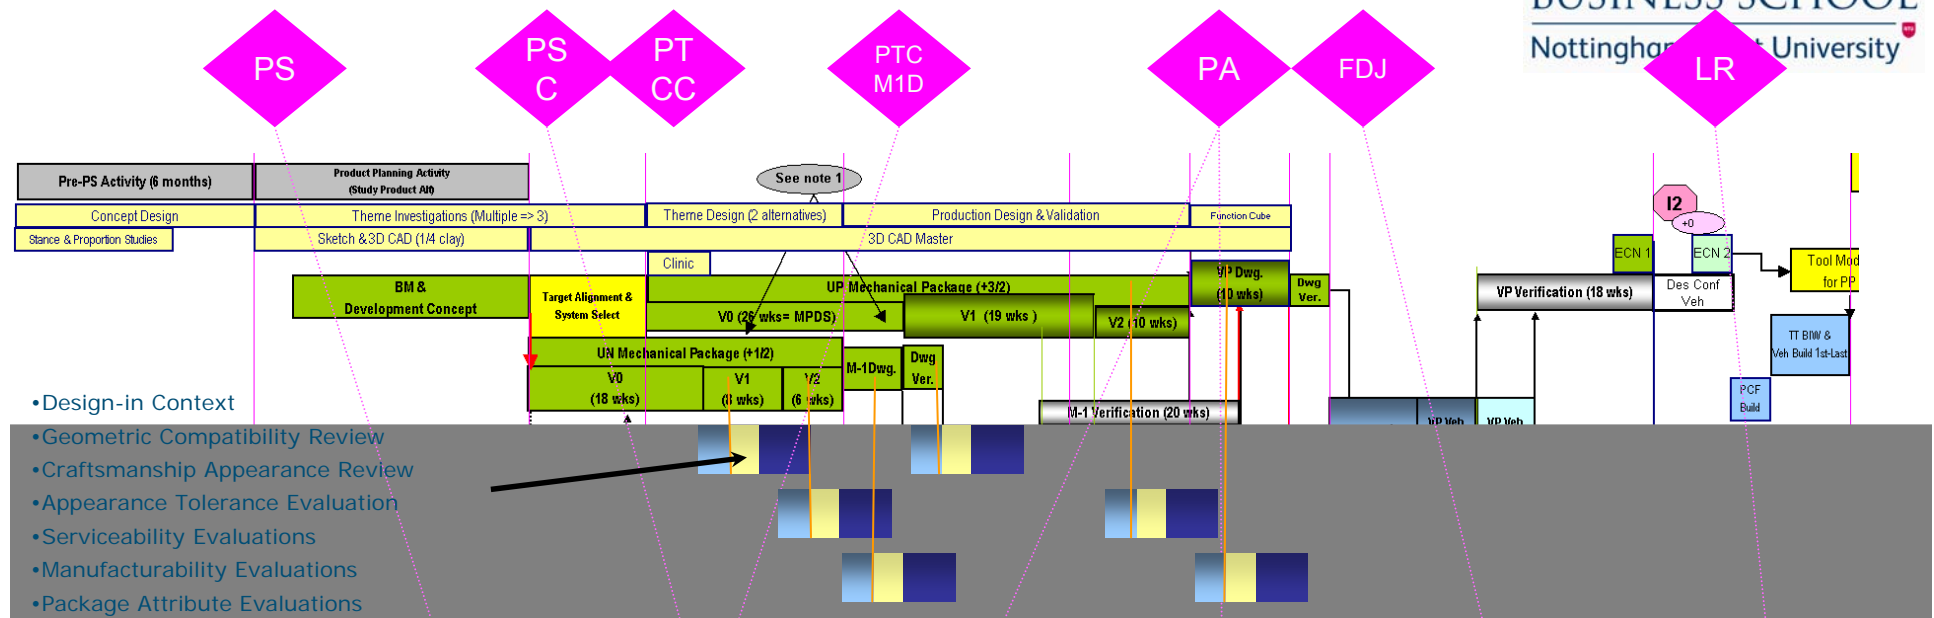 BUSINESS SCHOOL
Nottingham Trent University
PS
PS
C
PT
CC
PTC
M1D
PA
FDJ
LR
Pre-PS Activity (6 months)
Product Planning Activity
(Study Product Alt)
See note 1
I2
+0
Concept Design
Theme Investigations (Multiple => 3)
Theme Design (2 alternatives)
Production Design & Validation
Function Cube
Stance & Proportion Studies
Sketch & 3D CAD (1/4 clay)
3D CAD Master
ECN 1
ECN 2
Clinic
Tool Mod
for PP
BM &
Development Concept
Target Alignment &
System Select
UP Mechanical Package (+3/2)
VP Dwg.
(10 wks)
Dwg
Ver.
VP Verification (18 wks)
Des Conf
Veh
V0 (26 wks= MPDS)
V1 (19 wks )
V2 (10 wks)
TT BIW &
Veh Build 1st-Last
UN Mechanical Package (+1/2)
M-1Dwg.
Dwg
Ver.
V0
(18 wks)
V1
(8 wks)
V2
(6 wks)
PCF
Build
M-1 Verification (20 wks)
VP Veh
VP Veh
•Design-in Context
•Geometric Compatibility Review
•Craftsmanship Appearance Review
•Appearance Tolerance Evaluation
•Serviceability Evaluations
•Manufacturability Evaluations
•Package Attribute Evaluations